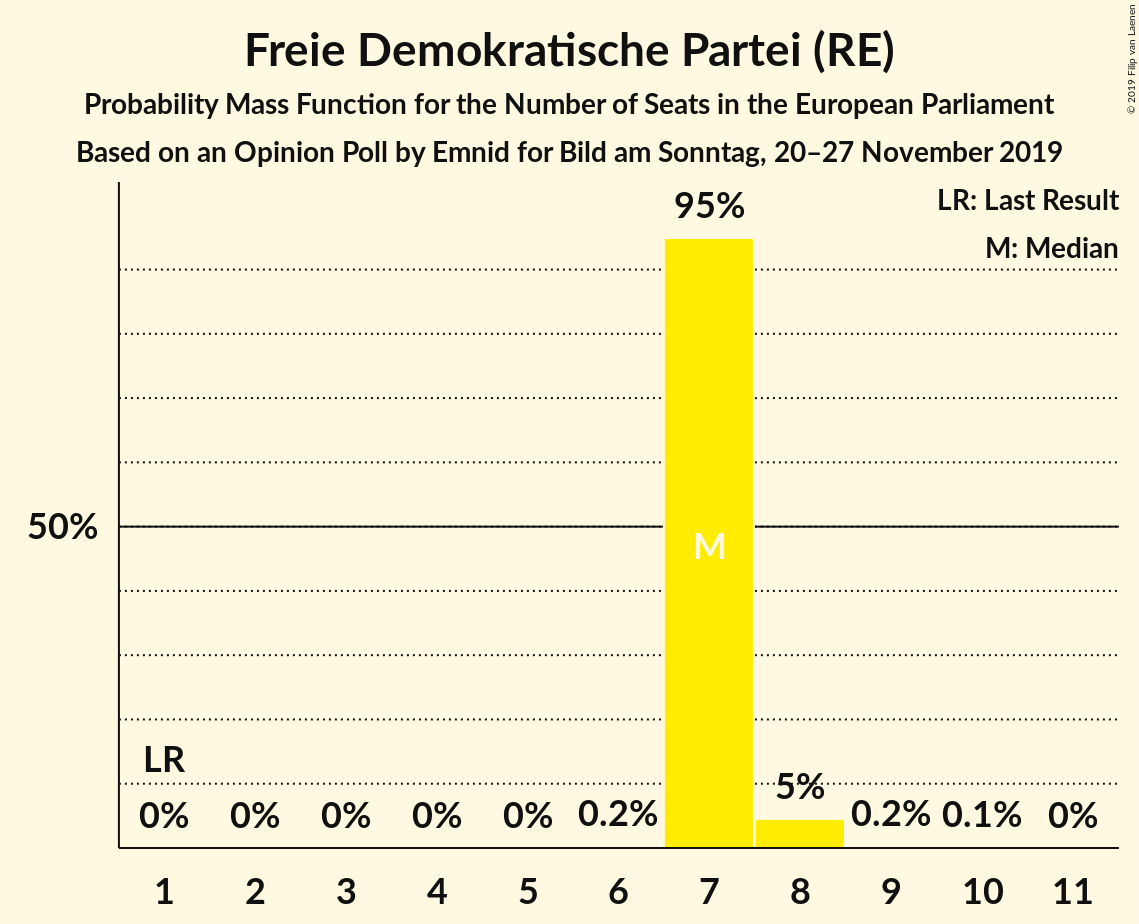 Freie Demokratische Partei (RE)
Probability Mass Function for the Number of Seats in the European Parliament
Based on an Opinion Poll by Emnid for Bild am Sonntag, 20–27 November 2019
© 2019 Filip van Laenen
LR: Last Result
M: Median
95%
50%
M
LR
0% 0% 0% 0% 0% 0.2% 5% 0.2% 0.1% 0%
1 2 3 4 5 6 7 8 9 10 11